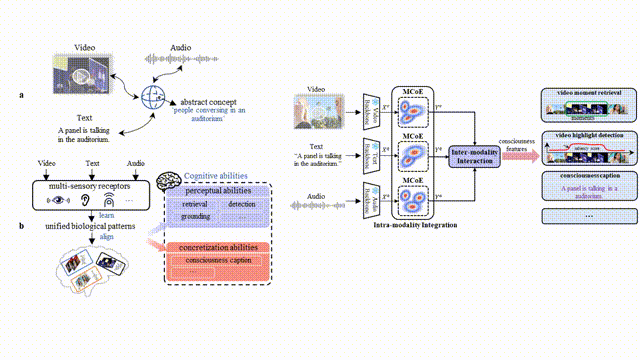 Video
Audio
a
abstract concept
"people conversing in an
auditorium"
Text
A panel is talking
in the auditorium.
Video
Text
Audio
multi-sensory receptors
...
learn
b
unified biological patterns
align
Cognitive abilities
perceptual abilities
retrieval
detection
grounding
concretization abilities
consciousness caption
...
Video
Text
"A panel is talking
in the auditorium."
Audio
Video
Backbone
Text
Backbone
Audio
Backbone
MCoE
MCoE
MCoE
Intra-modality Integration
Inter-modality
Interaction
consciousness
features
video moment retrieval
moments
video highlight detection
consciousness caption
A panel is talking in a
auditorium.
...